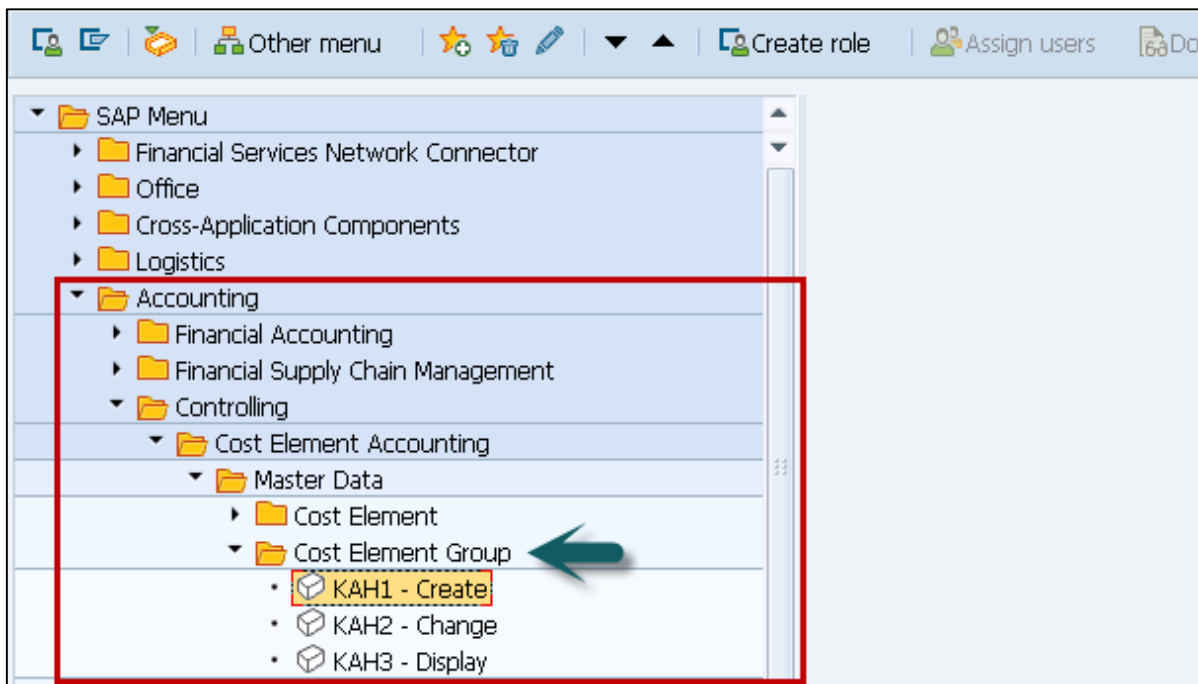 Other menu Create role Assign users Do
SAP Menu
Financial Services Network Connector
Office
Cross-Application Components
Logistics
Accounting
Financial Accounting
Financial Supply Chain Management
Controlling
Cost Element Accounting
Master Data
Cost Element
Cost Element Group
KAH1 - Create
KAH2 - Change
KAH3 - Display